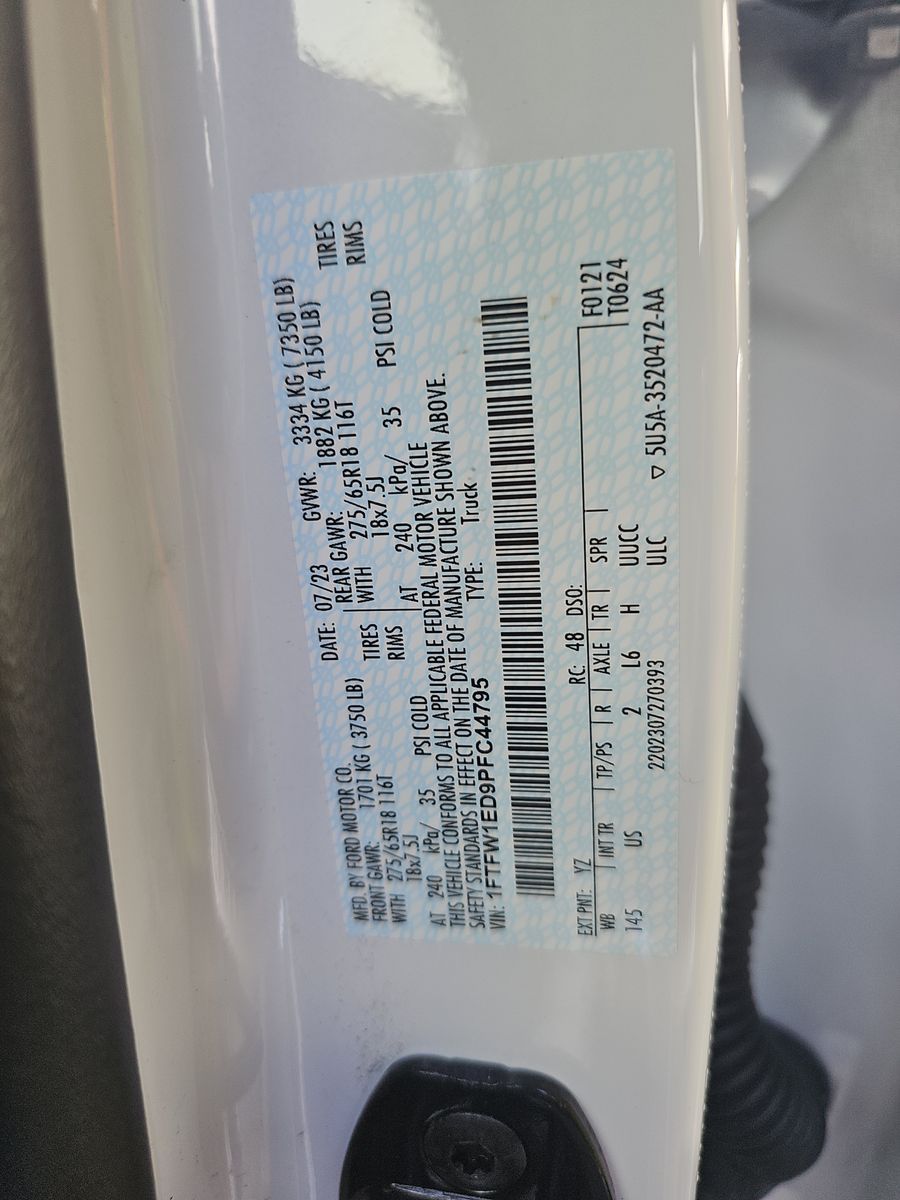 MFD. BY FORD MOTOR CO. DATE: 07/23 GVWR: 3334 KG ( 7350 LB)
FRONT GAWR: 1701 KG ( 3750 LB) REAR GAWR: 1882 KG ( 4150 LB)
WITH 275/65R18 116T TIRES WITH 275/65R18 116T TIRES
18x7.5J RIMS 18x7.5J RIMS
AT 240 kPa/ 35 PSI COLD AT 240 kPa/ 35 PSI COLD
THIS VEHICLE CONFORMS TO ALL APPLICABLE FEDERAL MOTOR VEHICLE
SAFETY STANDARDS IN EFFECT ON THE DATE OF MANUFACTURE SHOWN ABOVE.
VIN: 1FTFW1ED9PFC44795 TYPE: Truck
EXT PNT: YZ RC: 48 DSO: F0121
WB INT TR TP/PS R AXLE TR SPR T0624
145 US 2 L6 H UUCC
2202307270393 ULC ▽ 5U5A-3520472-AA